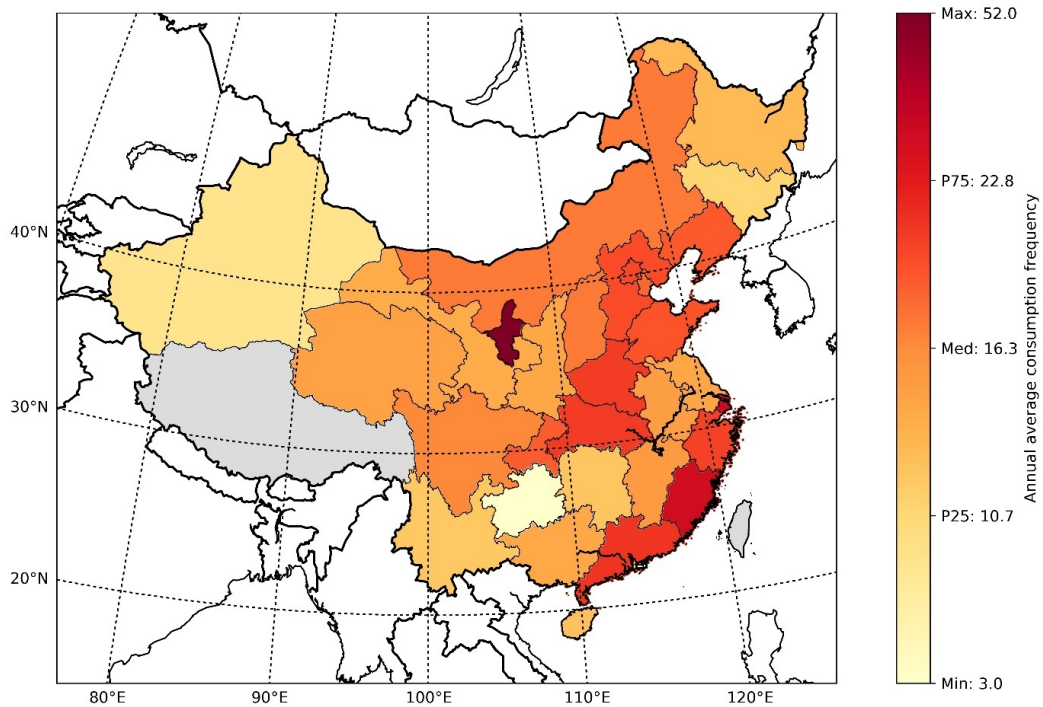 40°N
30°N
20°N
80°E
90°E
100°E
110°E
120°E
Max: 52.0
P75: 22.8
Med: 16.3
P25: 10.7
Min: 3.0
Annual average consumption frequency